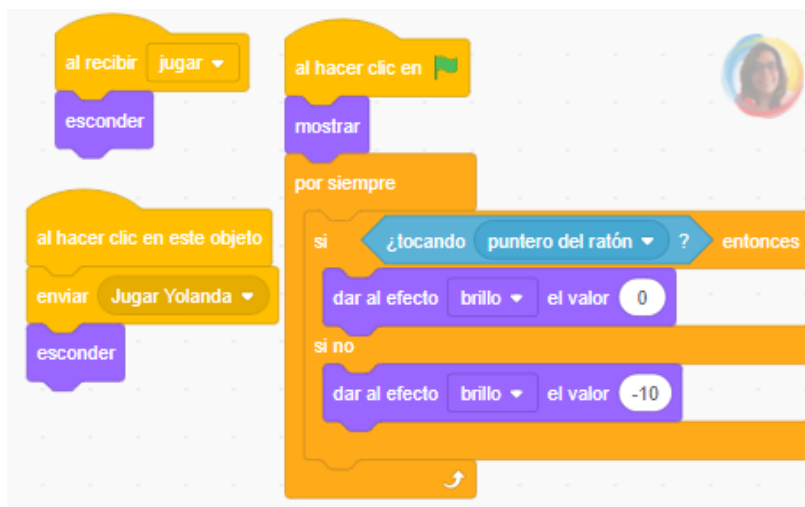 al recibir jugar
esconder
al hacer clic en este objeto
enviar Jugar Yolanda
esconder
al hacer clic en
mostrar
por siempre
si ¿tocando puntero del ratón ? entonces
dar al efecto brillo el valor 0
si no
dar al efecto brillo el valor -10